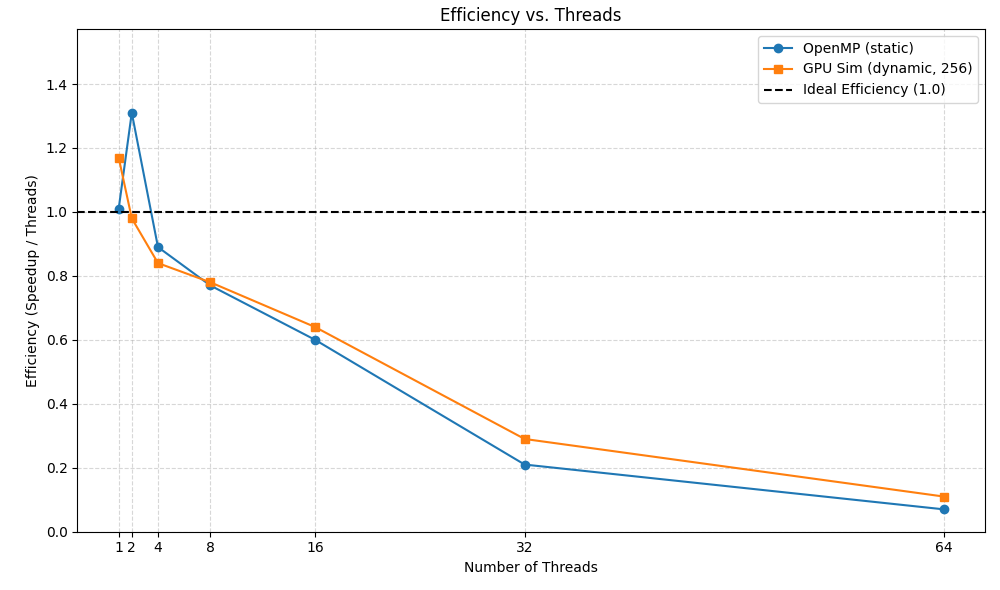 Efficiency vs. Threads
OpenMP (static)
GPU Sim (dynamic, 256)
Ideal Efficiency (1.0)
Efficiency (Speedup / Threads)
1.4
1.2
1.0
0.8
0.6
0.4
0.2
0.0
1 2 4 8 16 32 64
Number of Threads